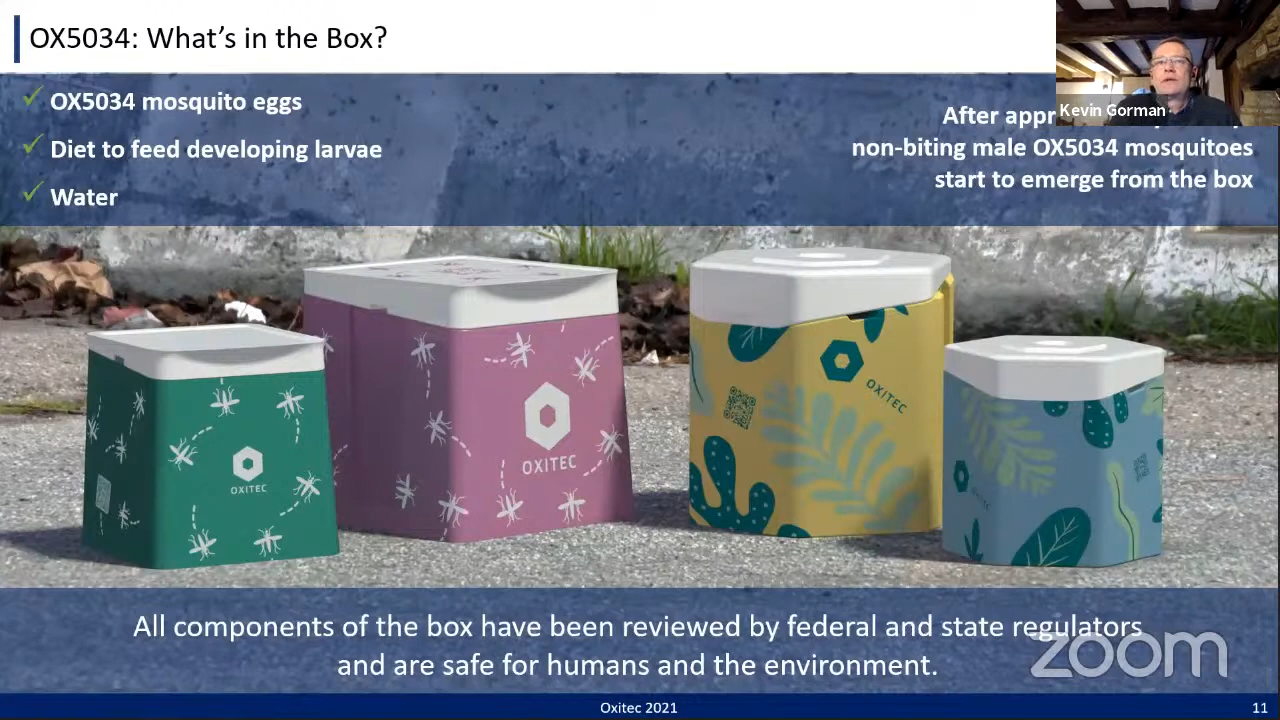 OX5034: What's in the Box?
Kevin Gorman
✓ OX5034 mosquito eggs
✓ Diet to feed developing larvae
✓ Water
After
non-biting male OX5034 mosquitoes
start to emerge from the box
OXITEC
OXITEC
OXITEC
OXITEC
All components of the box have been reviewed by federal and state regulators
and are safe for humans and the environment.
zoom
Oxitec 2021
11